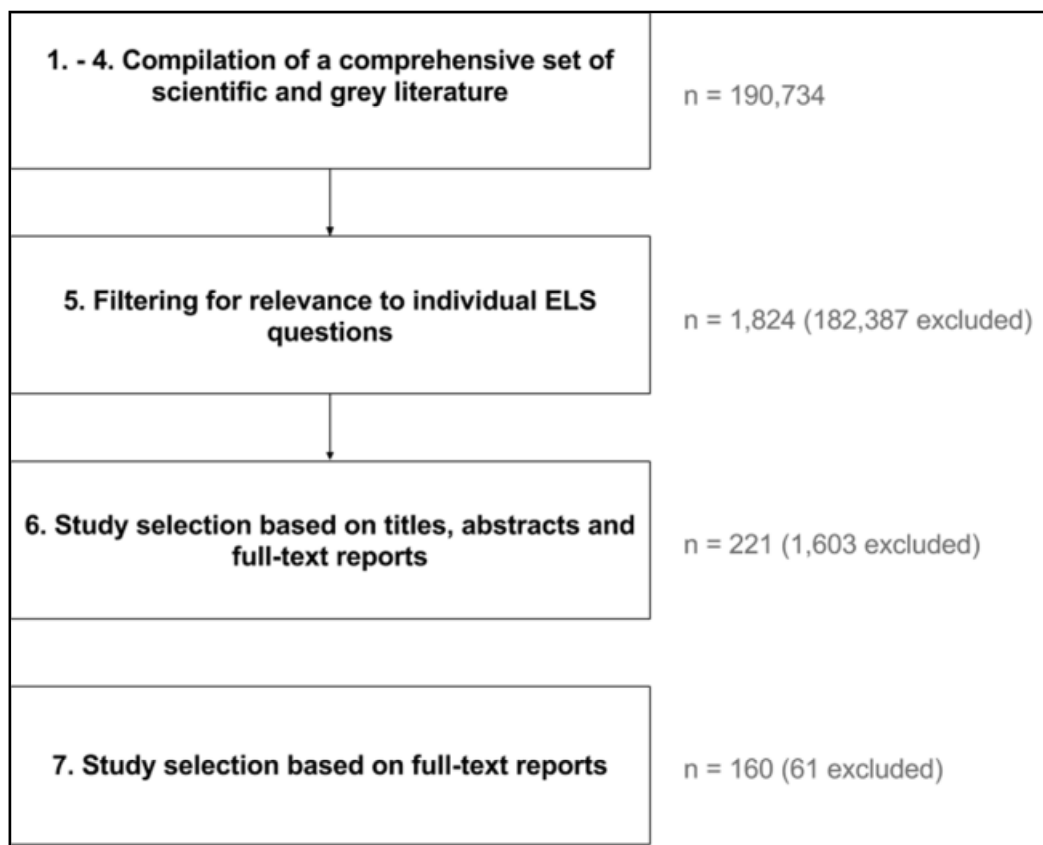 1. - 4. Compilation of a comprehensive set of
scientific and grey literature
n = 190,734
5. Filtering for relevance to individual ELS
questions
n = 1,824 (182,387 excluded)
6. Study selection based on titles, abstracts and
full-text reports
n = 221 (1,603 excluded)
7. Study selection based on full-text reports
n = 160 (61 excluded)